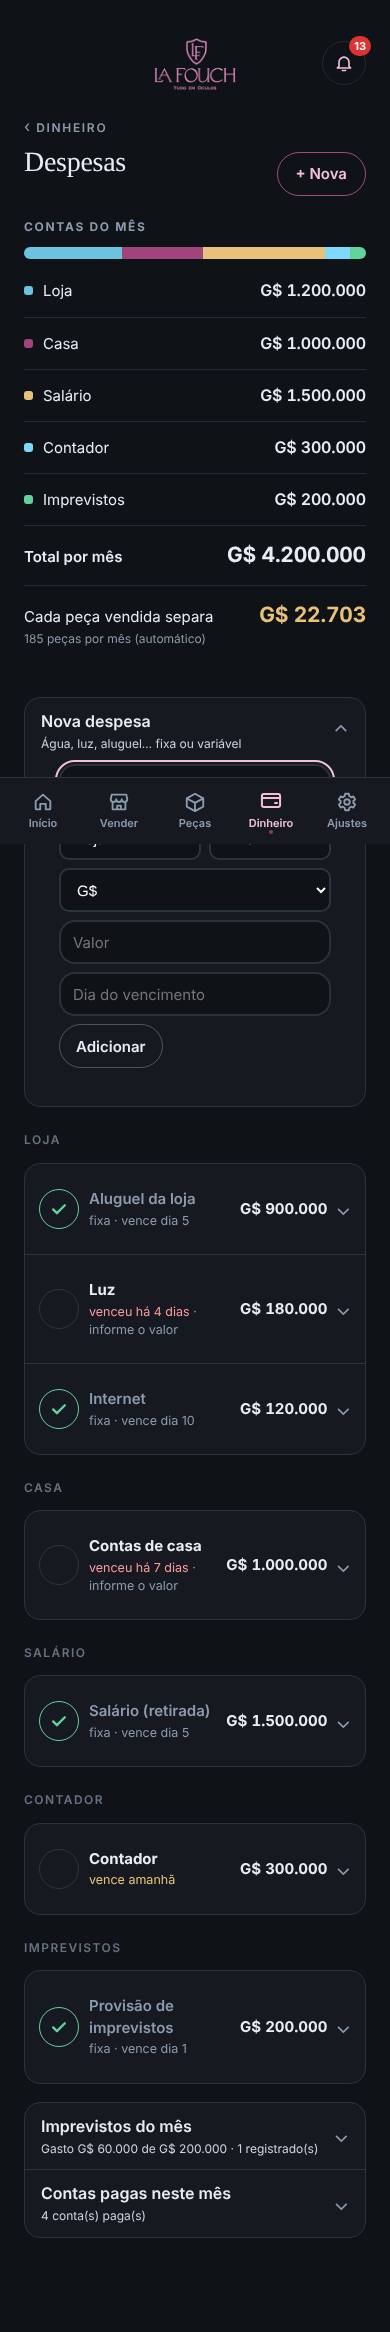 LF
LA FOUCH
TUDO EM ÓCULOS
13
‹ DINHEIRO
Despesas
+ Nova
CONTAS DO MÊS
Loja G$ 1.200.000
Casa G$ 1.000.000
Salário G$ 1.500.000
Contador G$ 300.000
Imprevistos G$ 200.000
Total por mês G$ 4.200.000
Cada peça vendida separa G$ 22.703
185 peças por mês (automático)
Nova despesa
Água, luz, aluguel... fixa ou variável
Início Vender Peças Dinheiro Ajustes
G$
Valor
Dia do vencimento
Adicionar
LOJA
Aluguel da loja G$ 900.000
fixa · vence dia 5
Luz
venceu há 4 dias · G$ 180.000
informe o valor
Internet G$ 120.000
fixa · vence dia 10
CASA
Contas de casa
venceu há 7 dias · G$ 1.000.000
informe o valor
SALÁRIO
Salário (retirada) G$ 1.500.000
fixa · vence dia 5
CONTADOR
Contador G$ 300.000
vence amanhã
IMPREVISTOS
Provisão de
imprevistos G$ 200.000
fixa · vence dia 1
Imprevistos do mês
Gasto G$ 60.000 de G$ 200.000 · 1 registrado(s)
Contas pagas neste mês
4 conta(s) paga(s)